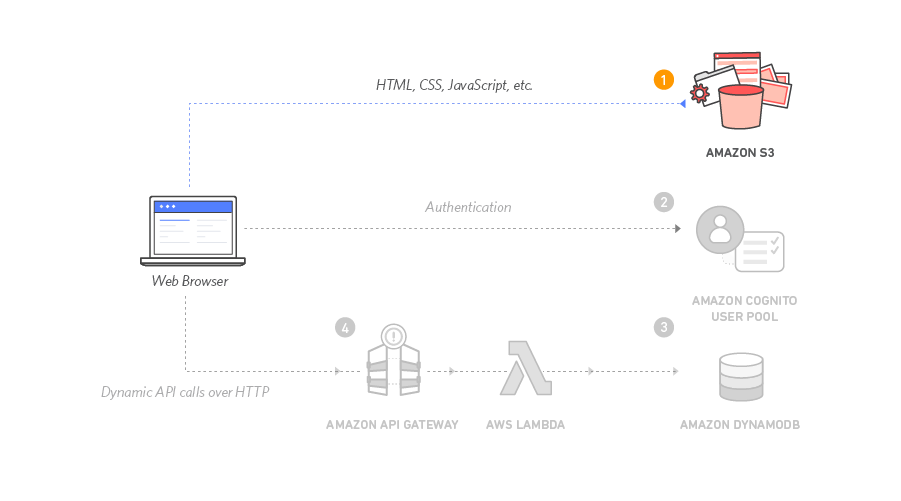 HTML, CSS, JavaScript, etc.
1
AMAZON S3
Authentication
2
Web Browser
AMAZON COGNITO
USER POOL
4
3
Dynamic API calls over HTTP
AMAZON API GATEWAY
AWS LAMBDA
AMAZON DYNAMODB